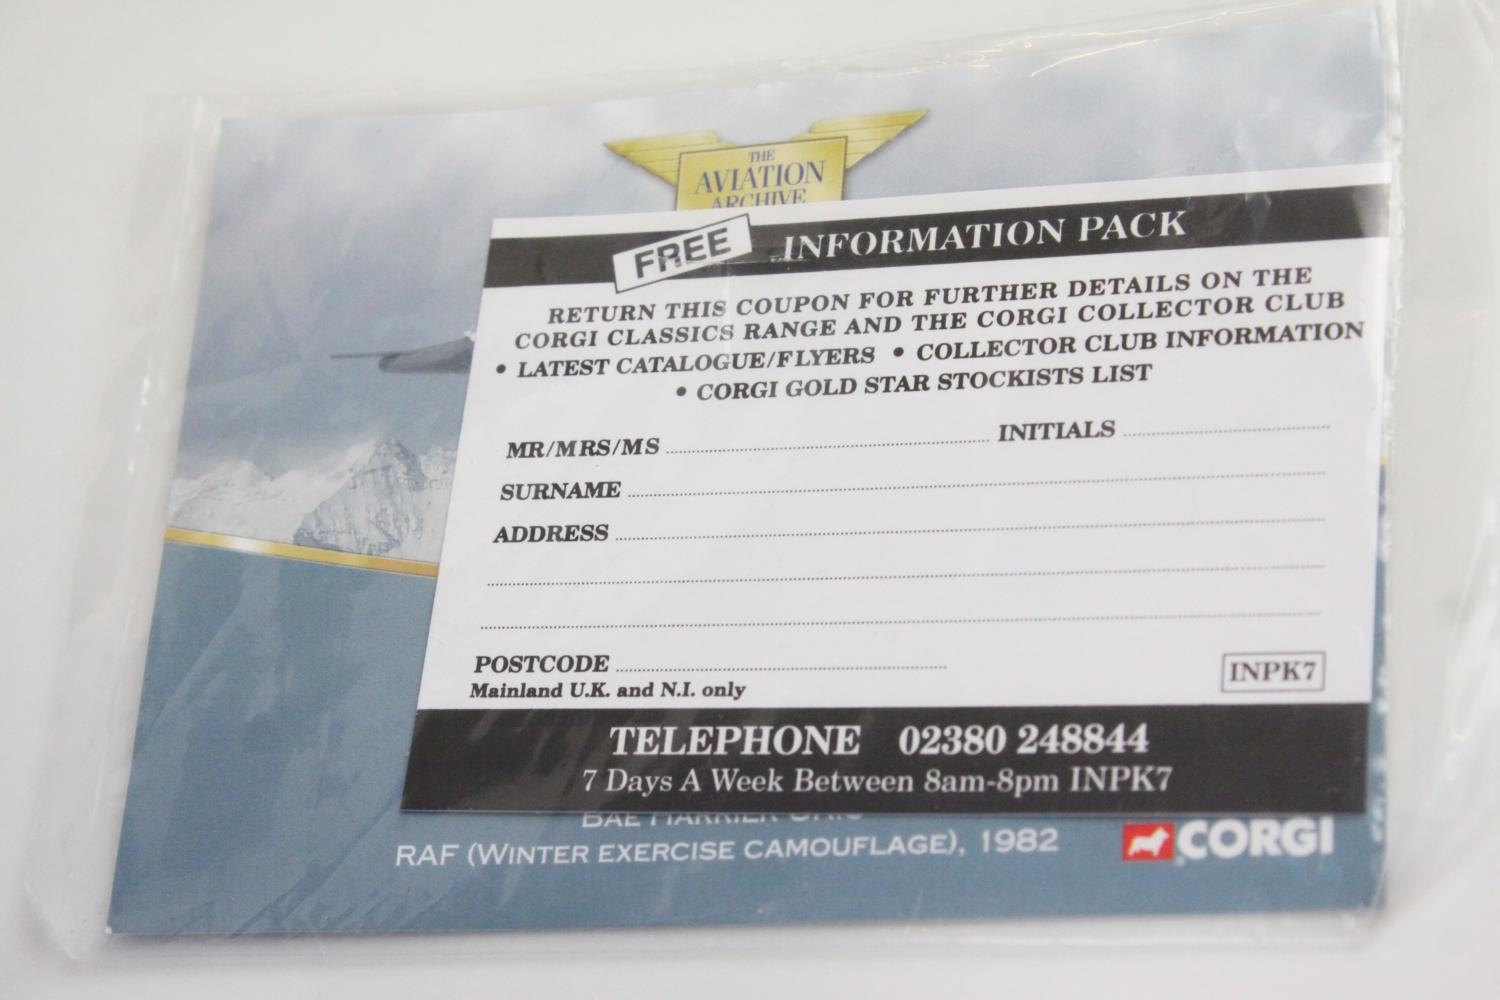 THE
AVIATION
ARCHIVE
FREE INFORMATION PACK
RETURN THIS COUPON FOR FURTHER DETAILS ON THE
CORGI CLASSICS RANGE AND THE CORGI COLLECTOR CLUB
• LATEST CATALOGUE/FLYERS • COLLECTOR CLUB INFORMATION
• CORGI GOLD STAR STOCKISTS LIST
MR/MRS/MS INITIALS
SURNAME
ADDRESS
POSTCODE
Mainland U.K. and N.I. only
INPK7
TELEPHONE 02380 248844
7 Days A Week Between 8am-8pm INPK7
BAE HARRIER
RAF (WINTER EXERCISE CAMOUFLAGE), 1982
CORGI